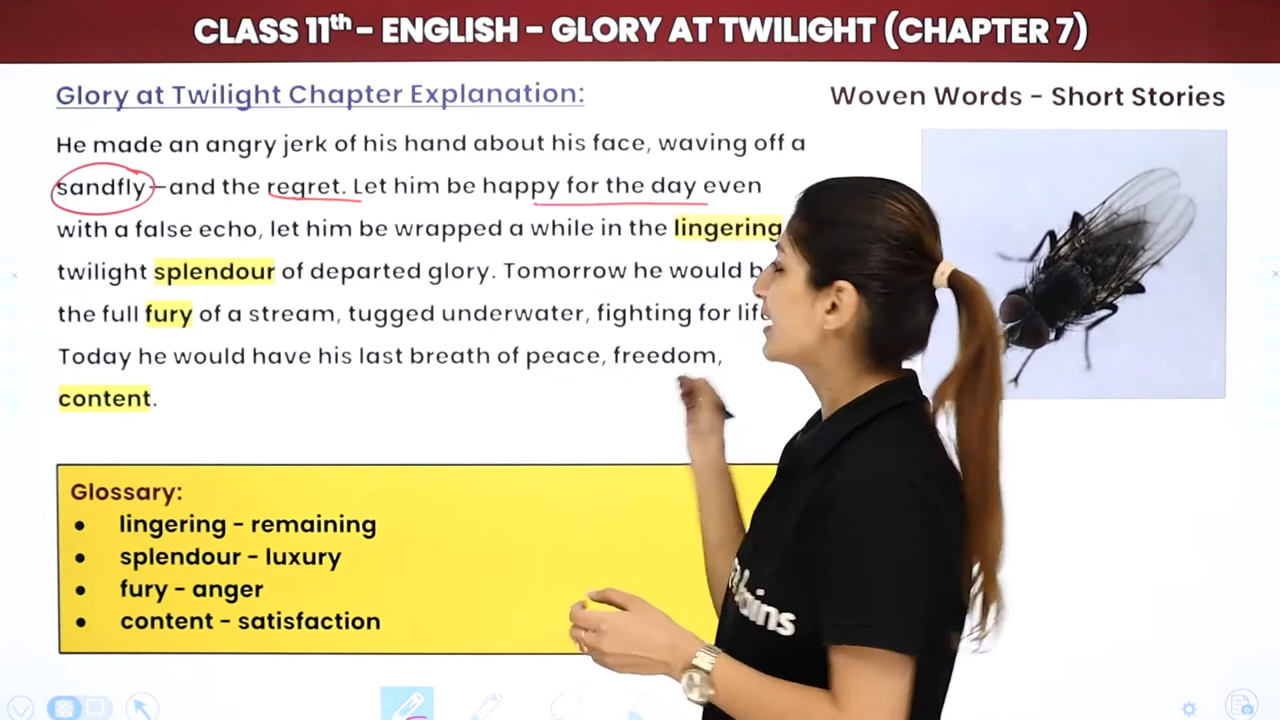 CLASS 11th – ENGLISH – GLORY AT TWILIGHT (CHAPTER 7)
Glory at Twilight Chapter Explanation:
Woven Words – Short Stories
He made an angry jerk of his hand about his face, waving off a
sandfly—and the regret. Let him be happy for the day even
with a false echo, let him be wrapped a while in the lingering
twilight splendour of departed glory. Tomorrow he would
the full fury of a stream, tugged underwater, fighting for
Today he would have his last breath of peace, freedom,
content.
Glossary:
● lingering – remaining
● splendour – luxury
● fury – anger
● content – satisfaction